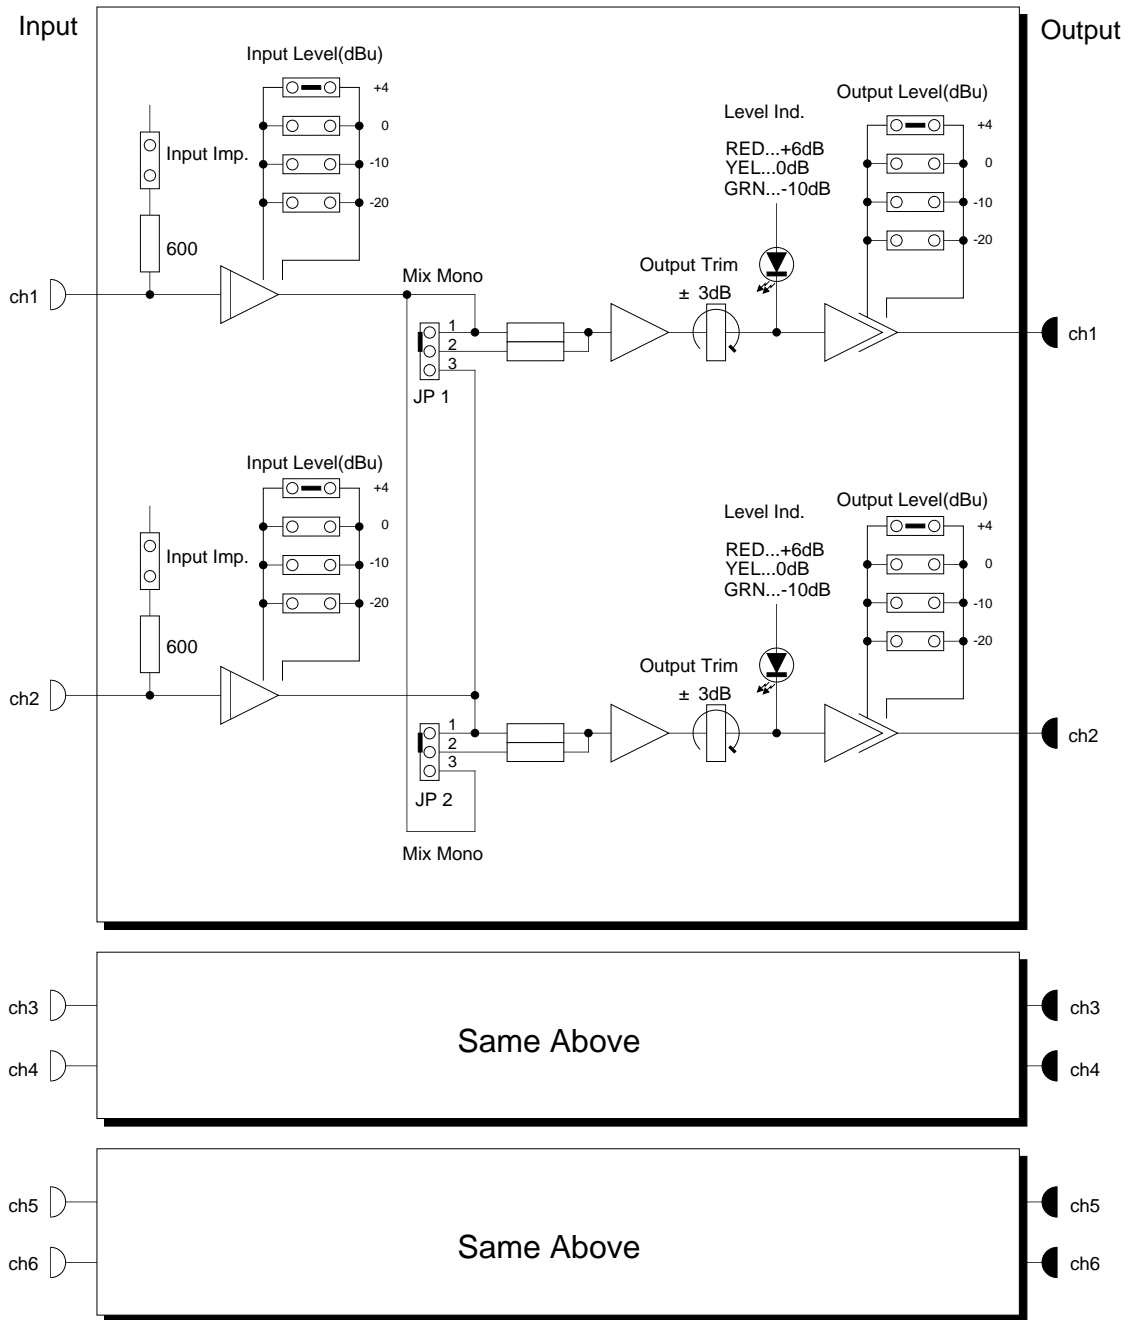 Input
Output
Input Level(dBu)
+4
0
-10
-20
Input Imp.
600
ch1
Mix Mono
1
2
3
JP 1
Output Trim
± 3dB
Level Ind.
RED...+6dB
YEL...0dB
GRN...-10dB
Output Level(dBu)
+4
0
-10
-20
ch1
Input Level(dBu)
+4
0
-10
-20
Input Imp.
600
ch2
1
2
3
JP 2
Mix Mono
Output Trim
± 3dB
Level Ind.
RED...+6dB
YEL...0dB
GRN...-10dB
Output Level(dBu)
+4
0
-10
-20
ch2
ch3
ch4
Same Above
ch3
ch4
ch5
ch6
Same Above
ch5
ch6